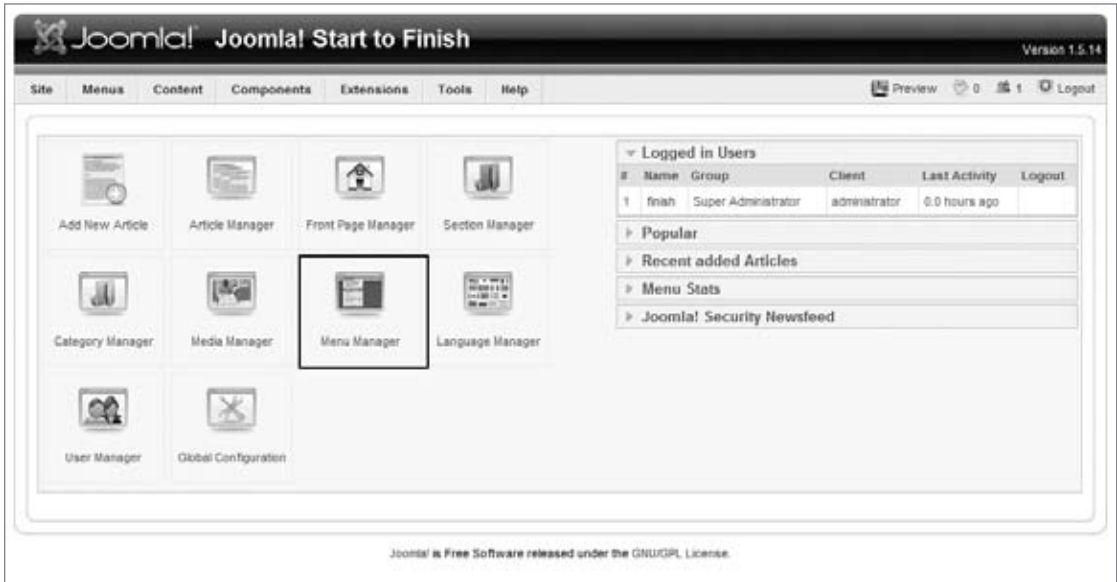 Joomla! Joomla! Start to Finish
Version 1.5.14
Site Menus Content Components Extensions Tools Help Preview 0 1 Logout
Add New Article
Article Manager
Front Page Manager
Section Manager
Category Manager
Media Manager
Menu Manager
Language Manager
User Manager
Global Configuration
Logged in Users
# Name Group Client Last Activity Logout
1 finish Super Administrator administrator 0.0 hours ago
Popular
Recent added Articles
Menu Stats
Joomla! Security Newsfeed
Joomla! is Free Software released under the GNU/GPL License.